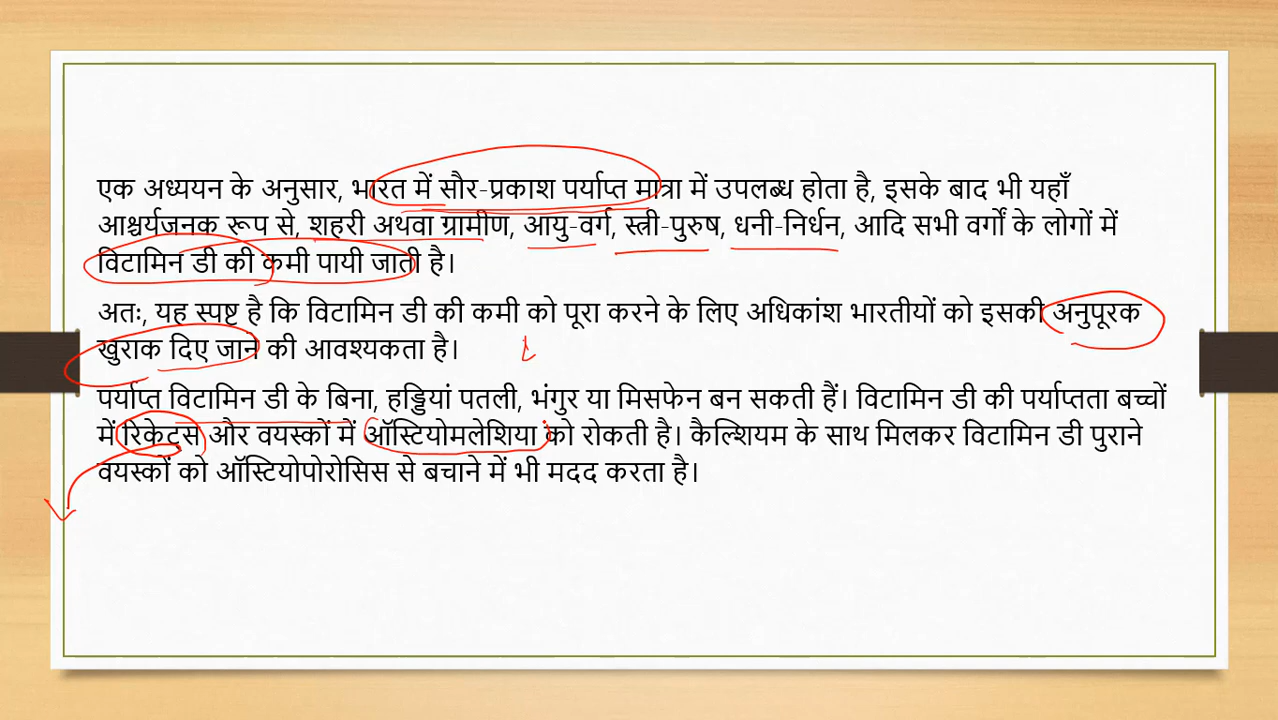 एक अध्ययन के अनुसार, भारत में सौर-प्रकाश पर्याप्त मात्रा में उपलब्ध होता है, इसके बाद भी यहाँ
आश्चर्यजनक रूप से, शहरी अथवा ग्रामीण, आयु-वर्ग, स्त्री-पुरुष, धनी-निर्धन, आदि सभी वर्गों के लोगों में
विटामिन डी की कमी पायी जाती है।
अतः, यह स्पष्ट है कि विटामिन डी की कमी को पूरा करने के लिए अधिकांश भारतीयों को इसकी अनुपूरक
खुराक दिए जाने की आवश्यकता है।
पर्याप्त विटामिन डी के बिना, हड्डियां पतली, भंगुर या मिसफेन बन सकती हैं। विटामिन डी की पर्याप्तता बच्चों
में रिकेट्स और वयस्कों में ऑस्टियोमलेशिया को रोकती है। कैल्शियम के साथ मिलकर विटामिन डी पुराने
वयस्कों को ऑस्टियोपोरोसिस से बचाने में भी मदद करता है।